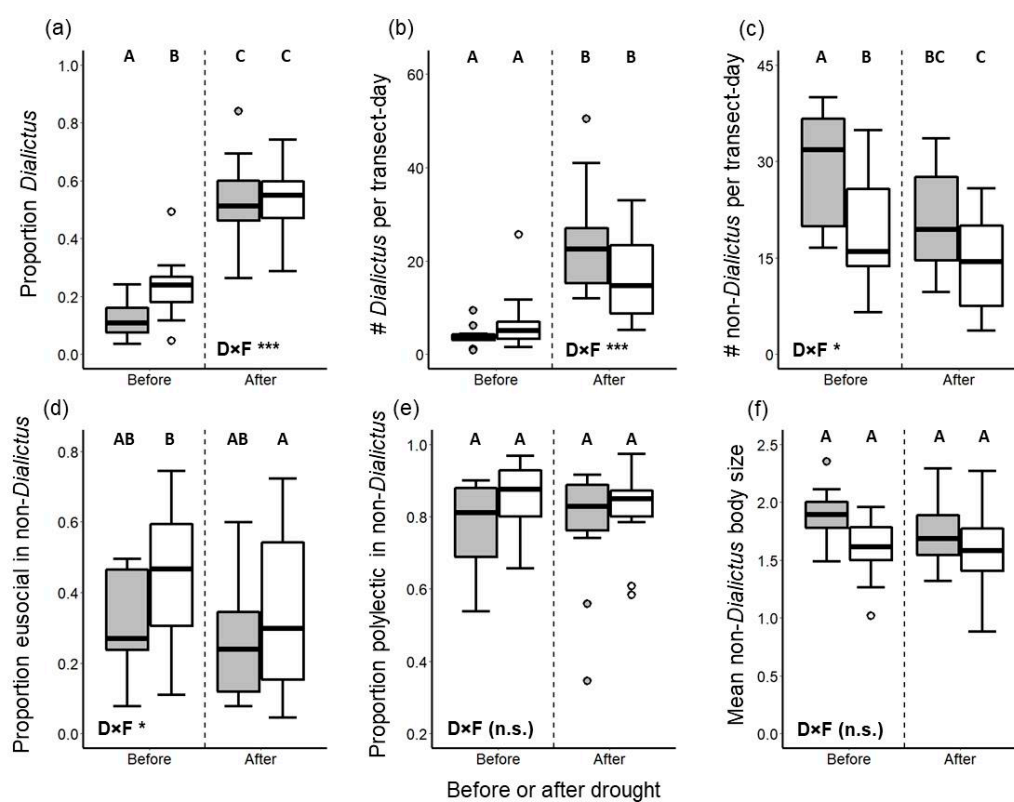 (a)
A B C C
1.0
0.8
0.6
0.4
0.2
0.0
Proportion Dialictus
D×F ***
Before After
(b)
A A B B
60
40
20
0
# Dialictus per transect-day
D×F ***
Before After
(c)
A B BC C
45
30
15
0
# non-Dialictus per transect-day
D×F *
Before After
(d)
AB B AB A
0.8
0.6
0.4
0.2
0.0
Proportion eusocial in non-Dialictus
D×F *
Before After
(e)
A A A A
1.0
0.8
0.6
0.4
0.2
Proportion polylectic in non-Dialictus
D×F (n.s.)
Before After
(f)
A A A A
2.5
2.0
1.5
1.0
0.5
0.0
Mean non-Dialictus body size
D×F (n.s.)
Before After
Before or after drought